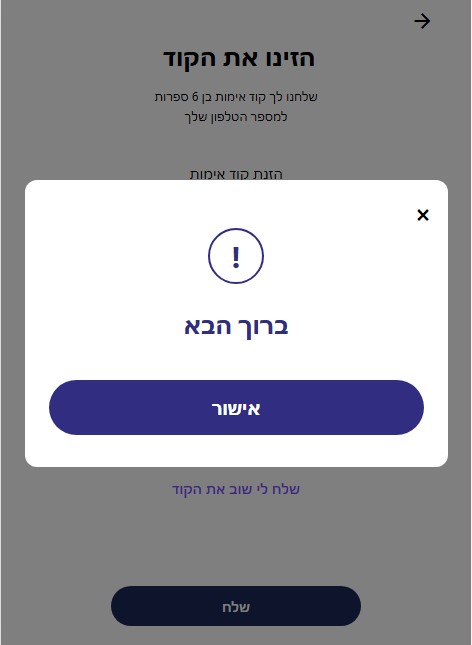 הזינו את הקוד
שלחנו לך קוד אימות בן 6 ספרות
למספר הטלפון שלך
הזנת קוד אימות
×
!
ברוך הבא
אישור
שלח לי שוב את הקוד
שלח